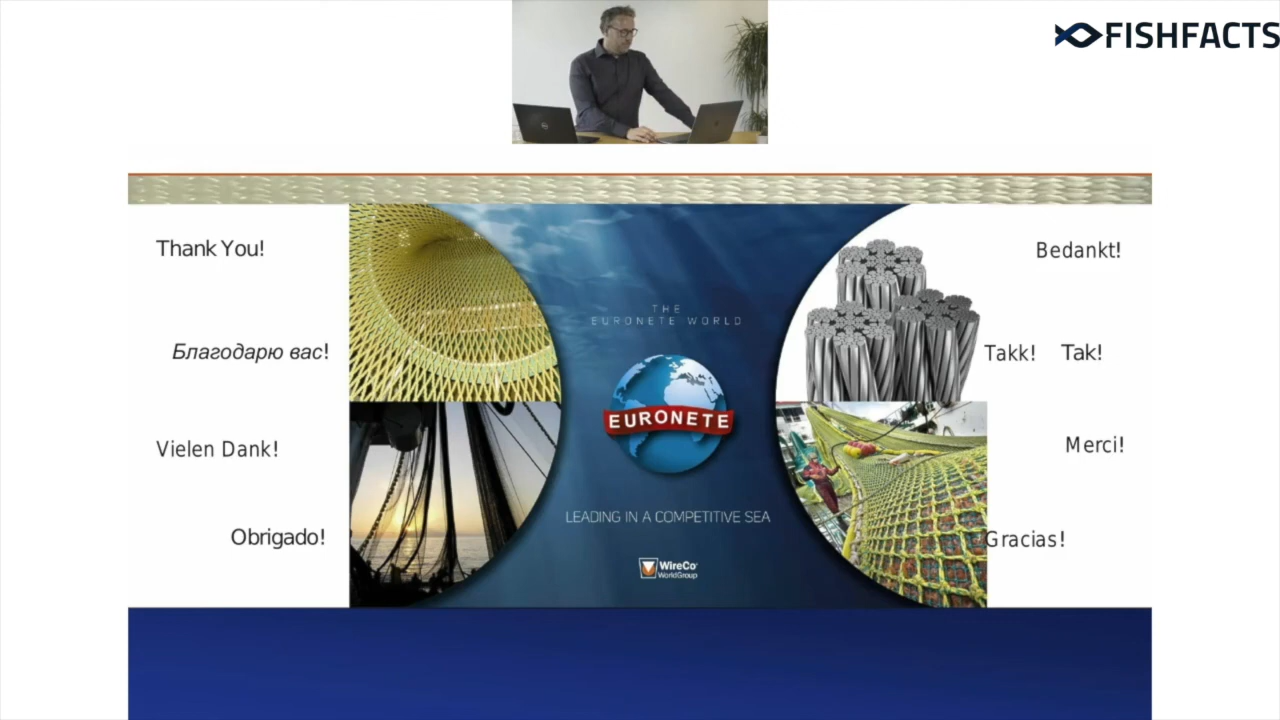 FISHFACTS
Thank You!
Bedankt!
THE
EURONETE WORLD
Благодарю вас!
Takk! Tak!
EURONETE
Vielen Dank!
Merci!
LEADING IN A COMPETITIVE SEA
Obrigado!
Gracias!
WireCo
WorldGroup